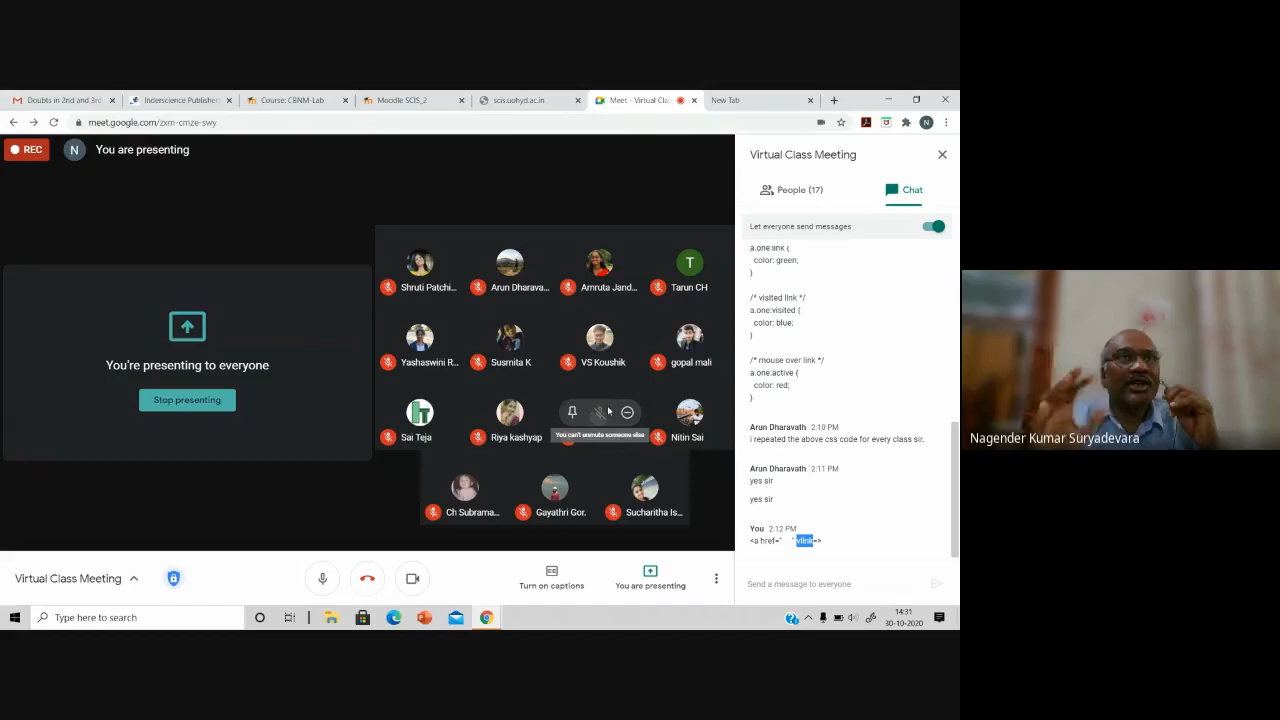 Doubts in 2nd and 3rd
Inderscience Publisher
Course: CBNM-Lab
Moodle SCIS_2
scis.uohyd.ac.in
Meet - Virtual Cla
New Tab
meet.google.com/zxm-cmze-swy
N
REC
N
You are presenting
Virtual Class Meeting
People (17)
Chat
Let everyone send messages
a.one:link {
color: green;
}
/* visited link */
a.one:visited {
color: blue;
}
/* mouse over link */
a.one:active {
color: red;
}
Arun Dharavath 2:10 PM
i repeated the above css code for every class sir.
Arun Dharavath 2:11 PM
yes sir
yes sir
You 2:12 PM
<a href=" " vlink=>
Send a message to everyone
You're presenting to everyone
Stop presenting
Shruti Patchi...
Arun Dharava...
Amruta Jand...
T
Tarun CH
Yashaswini R...
Susmita K
VS Koushik
gopal mali
Sai Teja
Riya kashyap
You can't unmute someone else
Nitin Sai
Ch Subrama...
Gayathri Gor.
Sucharitha Is...
Virtual Class Meeting
Turn on captions
You are presenting
Type here to search
14:31
30-10-2020
Nagender Kumar Suryadevara